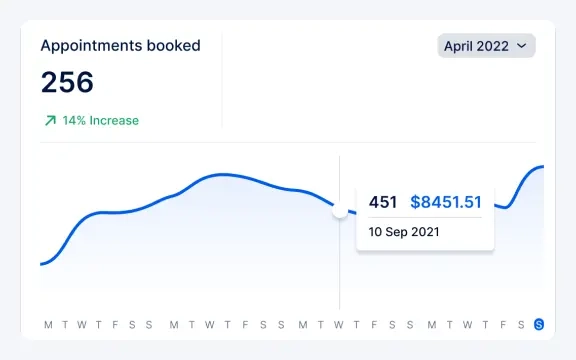 Appointments booked
April 2022
256
14% Increase
451 $8451.51
10 Sep 2021
M T W T F S S M T W T F S S M T W T F S S M T W T F S S